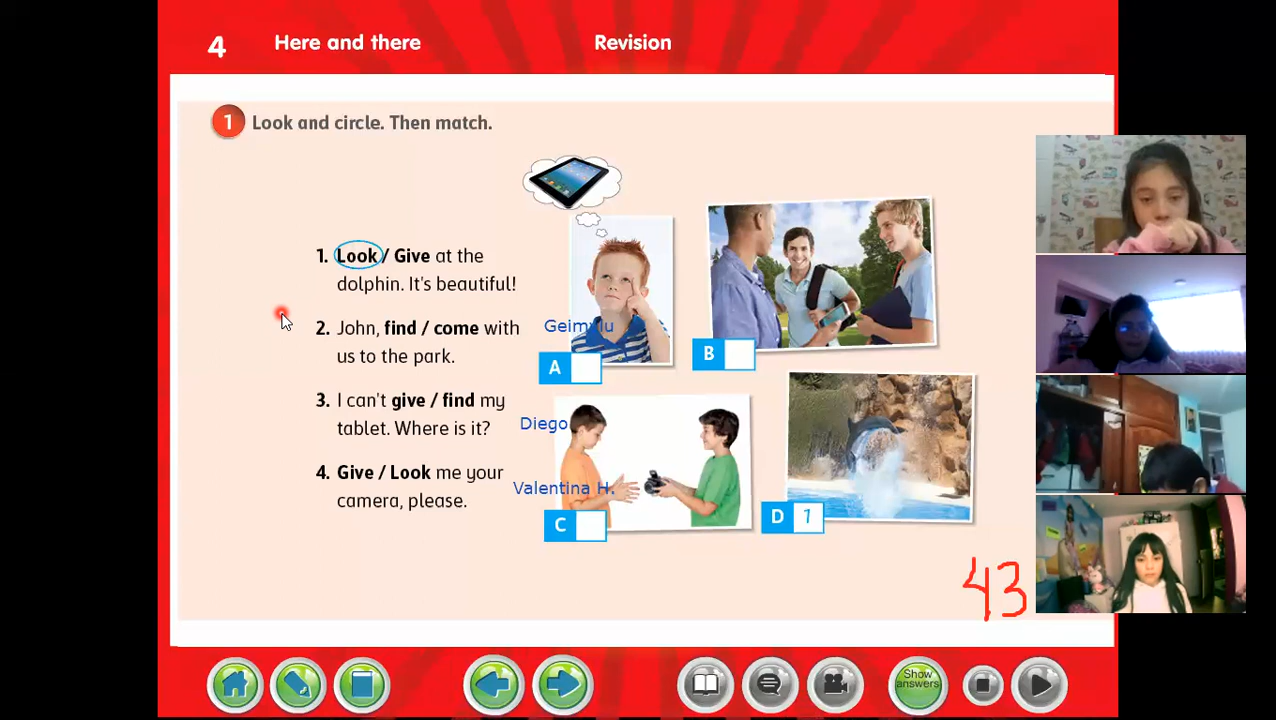 4 Here and there Revision
1 Look and circle. Then match.
1. Look / Give at the
dolphin. It's beautiful!
2. John, find / come with
us to the park.
3. I can't give / find my
tablet. Where is it?
4. Give / Look me your
camera, please.
Geimylu
A
B
Diego
Valentina H.
C
D 1
43
Show
answers